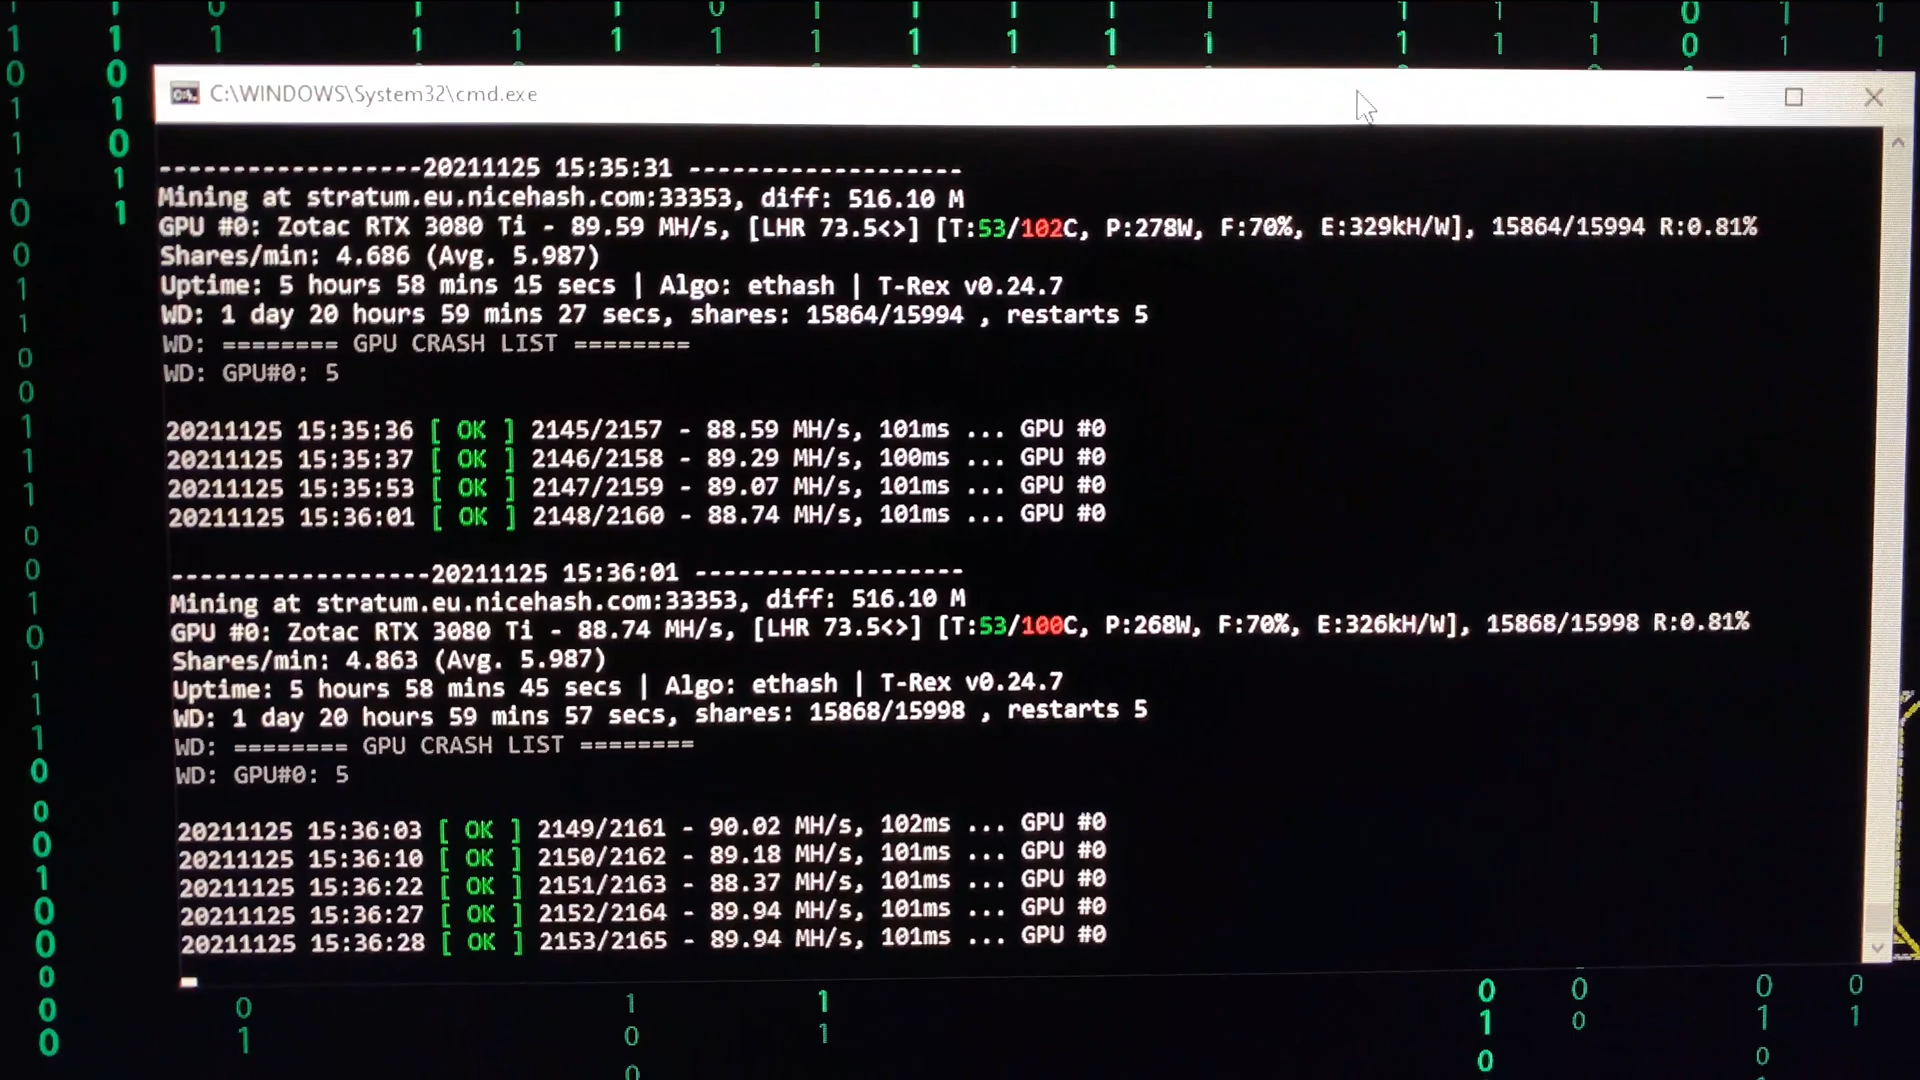 C:\WINDOWS\System32\cmd.exe
------------------20211125 15:35:31 -------------------
Mining at stratum.eu.nicehash.com:33353, diff: 516.10 M
GPU #0: Zotac RTX 3080 Ti - 89.59 MH/s, [LHR 73.5<>] [T:53/102C, P:278W, F:70%, E:329kH/W], 15864/15994 R:0.81%
Shares/min: 4.686 (Avg. 5.987)
Uptime: 5 hours 58 mins 15 secs | Algo: ethash | T-Rex v0.24.7
WD: 1 day 20 hours 59 mins 27 secs, shares: 15864/15994 , restarts 5
WD: ======== GPU CRASH LIST ========
WD: GPU#0: 5
20211125 15:35:36 [ OK ] 2145/2157 - 88.59 MH/s, 101ms ... GPU #0
20211125 15:35:37 [ OK ] 2146/2158 - 89.29 MH/s, 100ms ... GPU #0
20211125 15:35:53 [ OK ] 2147/2159 - 89.07 MH/s, 101ms ... GPU #0
20211125 15:36:01 [ OK ] 2148/2160 - 88.74 MH/s, 101ms ... GPU #0
------------------20211125 15:36:01 -------------------
Mining at stratum.eu.nicehash.com:33353, diff: 516.10 M
GPU #0: Zotac RTX 3080 Ti - 88.74 MH/s, [LHR 73.5<>] [T:53/100C, P:268W, F:70%, E:326kH/W], 15868/15998 R:0.81%
Shares/min: 4.863 (Avg. 5.987)
Uptime: 5 hours 58 mins 45 secs | Algo: ethash | T-Rex v0.24.7
WD: 1 day 20 hours 59 mins 57 secs, shares: 15868/15998 , restarts 5
WD: ======== GPU CRASH LIST ========
WD: GPU#0: 5
20211125 15:36:03 [ OK ] 2149/2161 - 90.02 MH/s, 102ms ... GPU #0
20211125 15:36:10 [ OK ] 2150/2162 - 89.18 MH/s, 101ms ... GPU #0
20211125 15:36:22 [ OK ] 2151/2163 - 88.37 MH/s, 101ms ... GPU #0
20211125 15:36:27 [ OK ] 2152/2164 - 89.94 MH/s, 101ms ... GPU #0
20211125 15:36:28 [ OK ] 2153/2165 - 89.94 MH/s, 101ms ... GPU #0